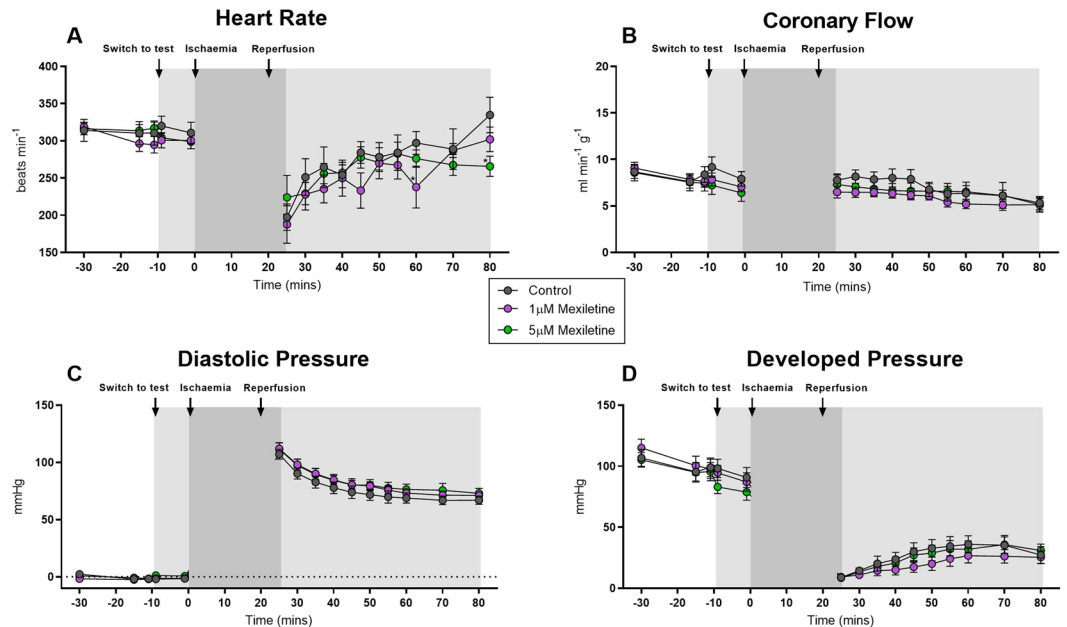 Heart Rate
A
Switch to test Ischaemia Reperfusion
400
350
300
250
200
150
beats min-1
-30 -20 -10 0 10 20 30 40 50 60 70 80
Time (mins)
*
*
Coronary Flow
B
Switch to test Ischaemia Reperfusion
20
15
10
5
0
ml min-1 g-1
-30 -20 -10 0 10 20 30 40 50 60 70 80
Time (mins)
Control
1µM Mexiletine
5µM Mexiletine
Diastolic Pressure
C
Switch to test Ischaemia Reperfusion
150
100
50
0
mmHg
-30 -20 -10 0 10 20 30 40 50 60 70 80
Time (mins)
Developed Pressure
D
Switch to test Ischaemia Reperfusion
150
100
50
0
mmHg
-30 -20 -10 0 10 20 30 40 50 60 70 80
Time (mins)